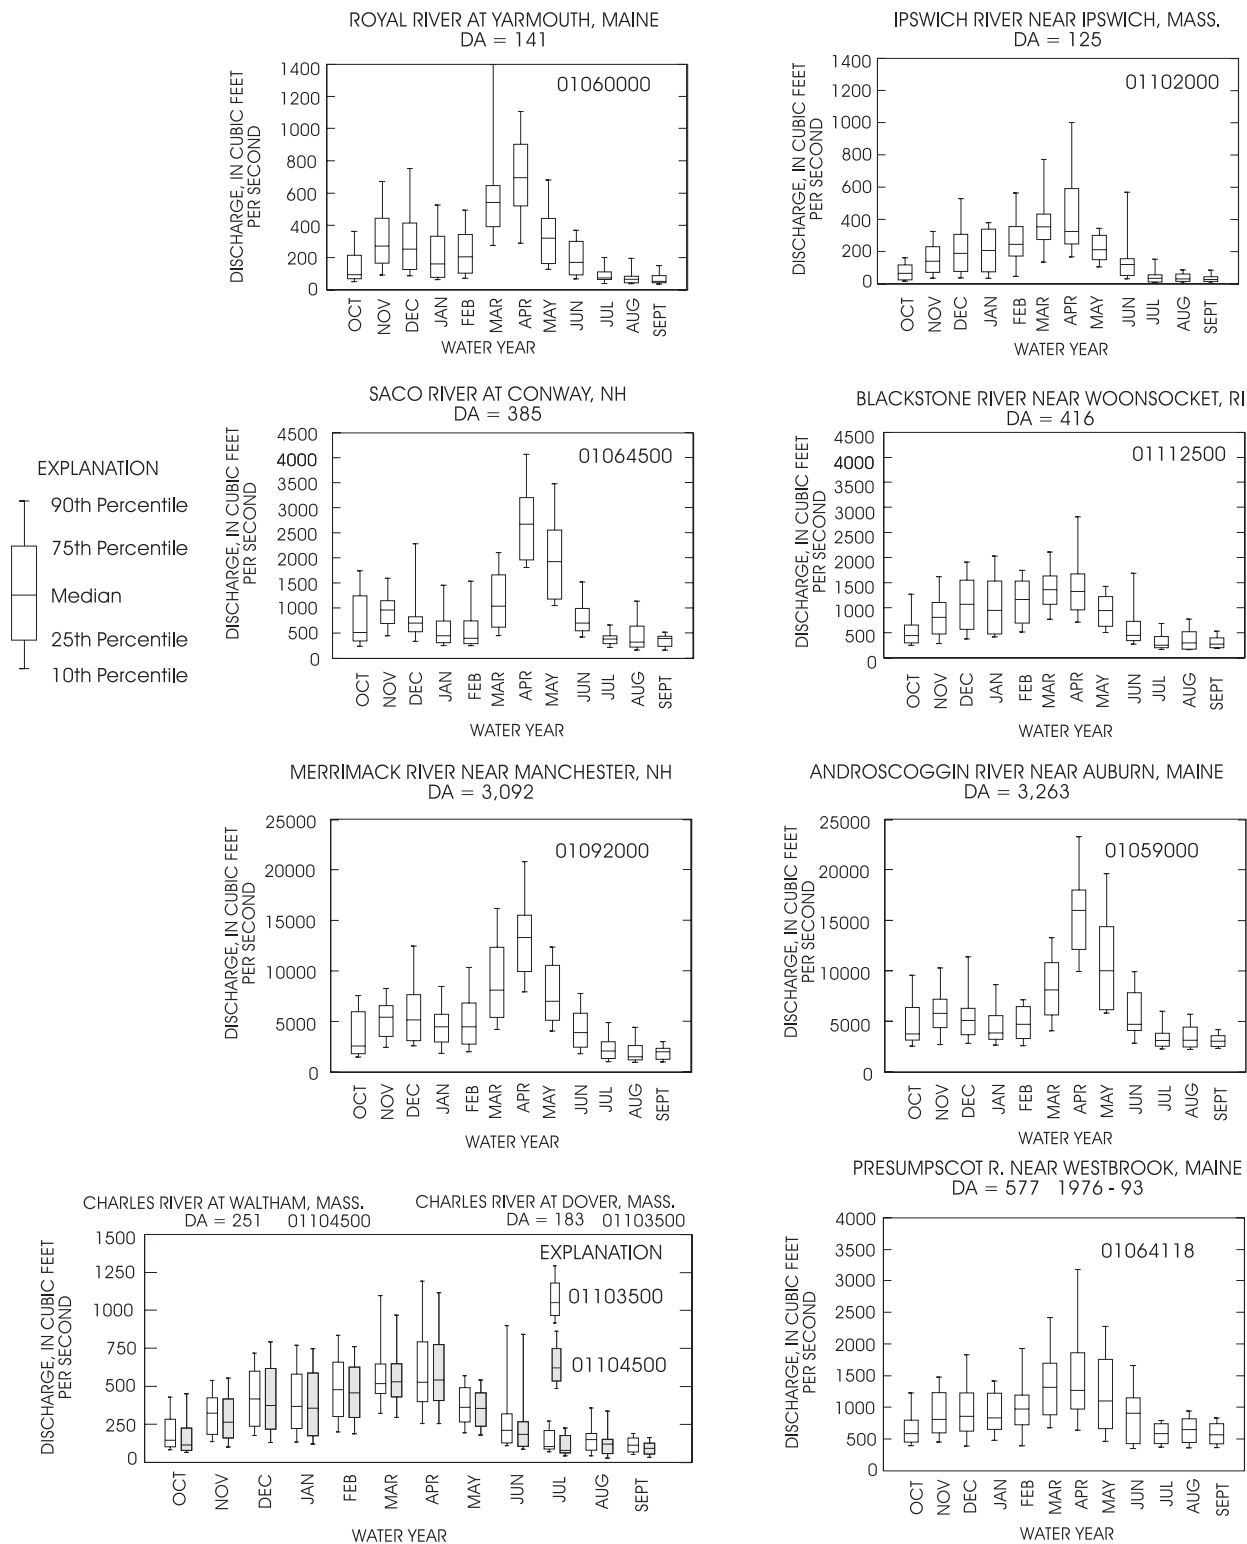 ROYAL RIVER AT YARMOUTH, MAINE
DA = 141
DISCHARGE, IN CUBIC FEET
PER SECOND
1400
1200
1000
800
600
400
200
0
01060000
OCT
NOV
DEC
JAN
FEB
MAR
APR
MAY
JUN
JUL
AUG
SEPT
WATER YEAR
IPSWICH RIVER NEAR IPSWICH, MASS.
DA = 125
DISCHARGE, IN CUBIC FEET
PER SECOND
1400
1200
1000
800
600
400
200
0
01102000
OCT
NOV
DEC
JAN
FEB
MAR
APR
MAY
JUN
JUL
AUG
SEPT
WATER YEAR
EXPLANATION
90th Percentile
75th Percentile
Median
25th Percentile
10th Percentile
SACO RIVER AT CONWAY, NH
DA = 385
DISCHARGE, IN CUBIC FEET
PER SECOND
4500
4000
3500
3000
2500
2000
1500
1000
500
0
01064500
OCT
NOV
DEC
JAN
FEB
MAR
APR
MAY
JUN
JUL
AUG
SEPT
WATER YEAR
BLACKSTONE RIVER NEAR WOONSOCKET, RI
DA = 416
DISCHARGE, IN CUBIC FEET
PER SECOND
4500
4000
3500
3000
2500
2000
1500
1000
500
0
01112500
OCT
NOV
DEC
JAN
FEB
MAR
APR
MAY
JUN
JUL
AUG
SEPT
WATER YEAR
MERRIMACK RIVER NEAR MANCHESTER, NH
DA = 3,092
DISCHARGE, IN CUBIC FEET
PER SECOND
25000
20000
15000
10000
5000
0
01092000
OCT
NOV
DEC
JAN
FEB
MAR
APR
MAY
JUN
JUL
AUG
SEPT
WATER YEAR
ANDROSCOGGIN RIVER NEAR AUBURN, MAINE
DA = 3,263
DISCHARGE, IN CUBIC FEET
PER SECOND
25000
20000
15000
10000
5000
0
01059000
OCT
NOV
DEC
JAN
FEB
MAR
APR
MAY
JUN
JUL
AUG
SEPT
WATER YEAR
CHARLES RIVER AT WALTHAM, MASS.
DA = 251 01104500
CHARLES RIVER AT DOVER, MASS.
DA = 183 01103500
DISCHARGE, IN CUBIC FEET
PER SECOND
1500
1250
1000
750
500
250
0
EXPLANATION
01103500
01104500
OCT
NOV
DEC
JAN
FEB
MAR
APR
MAY
JUN
JUL
AUG
SEPT
WATER YEAR
PRESUMPSCOT R. NEAR WESTBROOK, MAINE
DA = 577 1976 - 93
DISCHARGE, IN CUBIC FEET
PER SECOND
4000
3500
3000
2500
2000
1500
1000
500
0
01064118
OCT
NOV
DEC
JAN
FEB
MAR
APR
MAY
JUN
JUL
AUG
SEPT
WATER YEAR